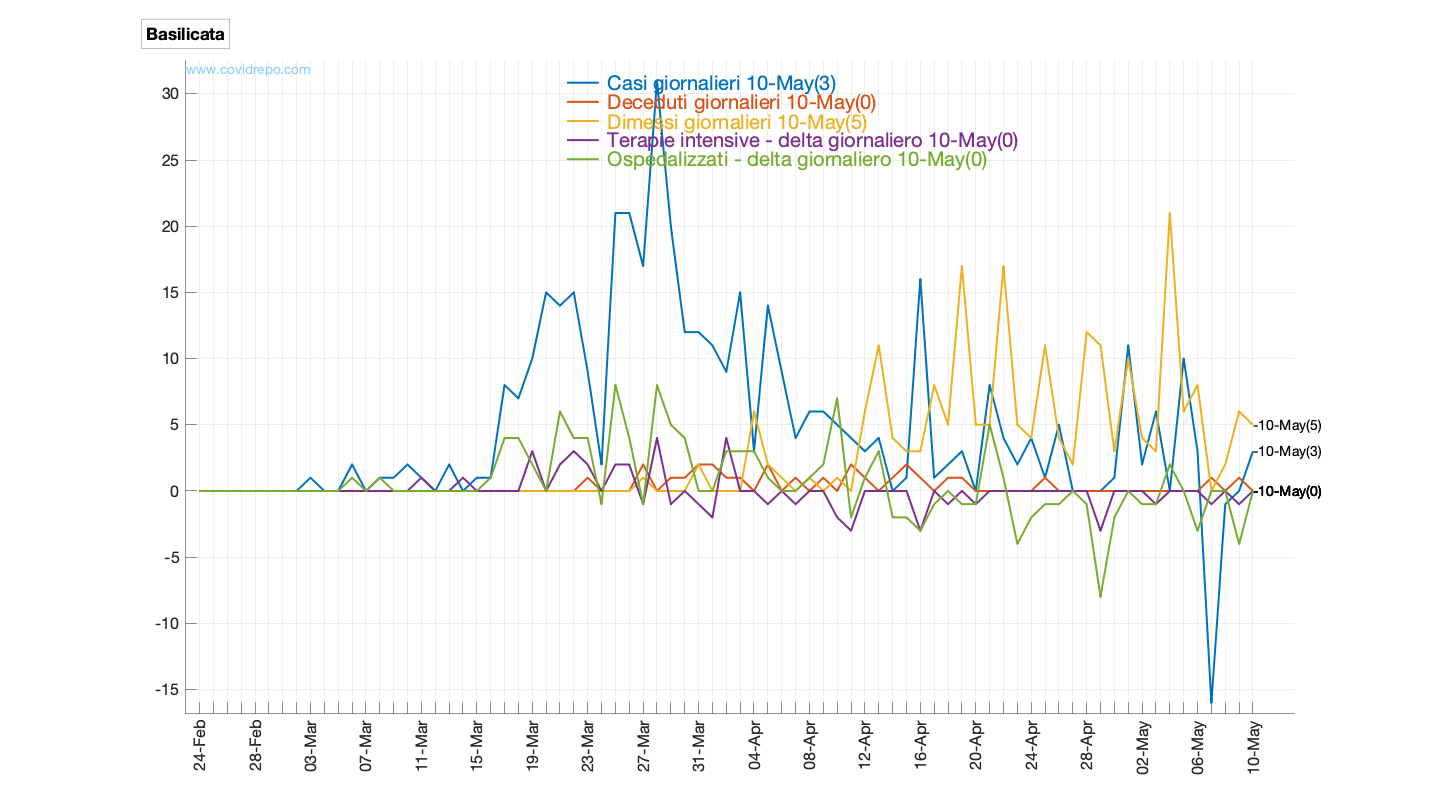 Basilicata
www.covidrepo.com
Casi giornalieri 10-May(3)
Deceduti giornalieri 10-May(0)
Dimessi giornalieri 10-May(5)
Terapie intensive - delta giornaliero 10-May(0)
Ospedalizzati - delta giornaliero 10-May(0)
30
25
20
15
10
5
0
-5
-10
-15
10-May(5)
10-May(3)
10-May(0)
24-Feb
28-Feb
03-Mar
07-Mar
11-Mar
15-Mar
19-Mar
23-Mar
27-Mar
31-Mar
04-Apr
08-Apr
12-Apr
16-Apr
20-Apr
24-Apr
28-Apr
02-May
06-May
10-May